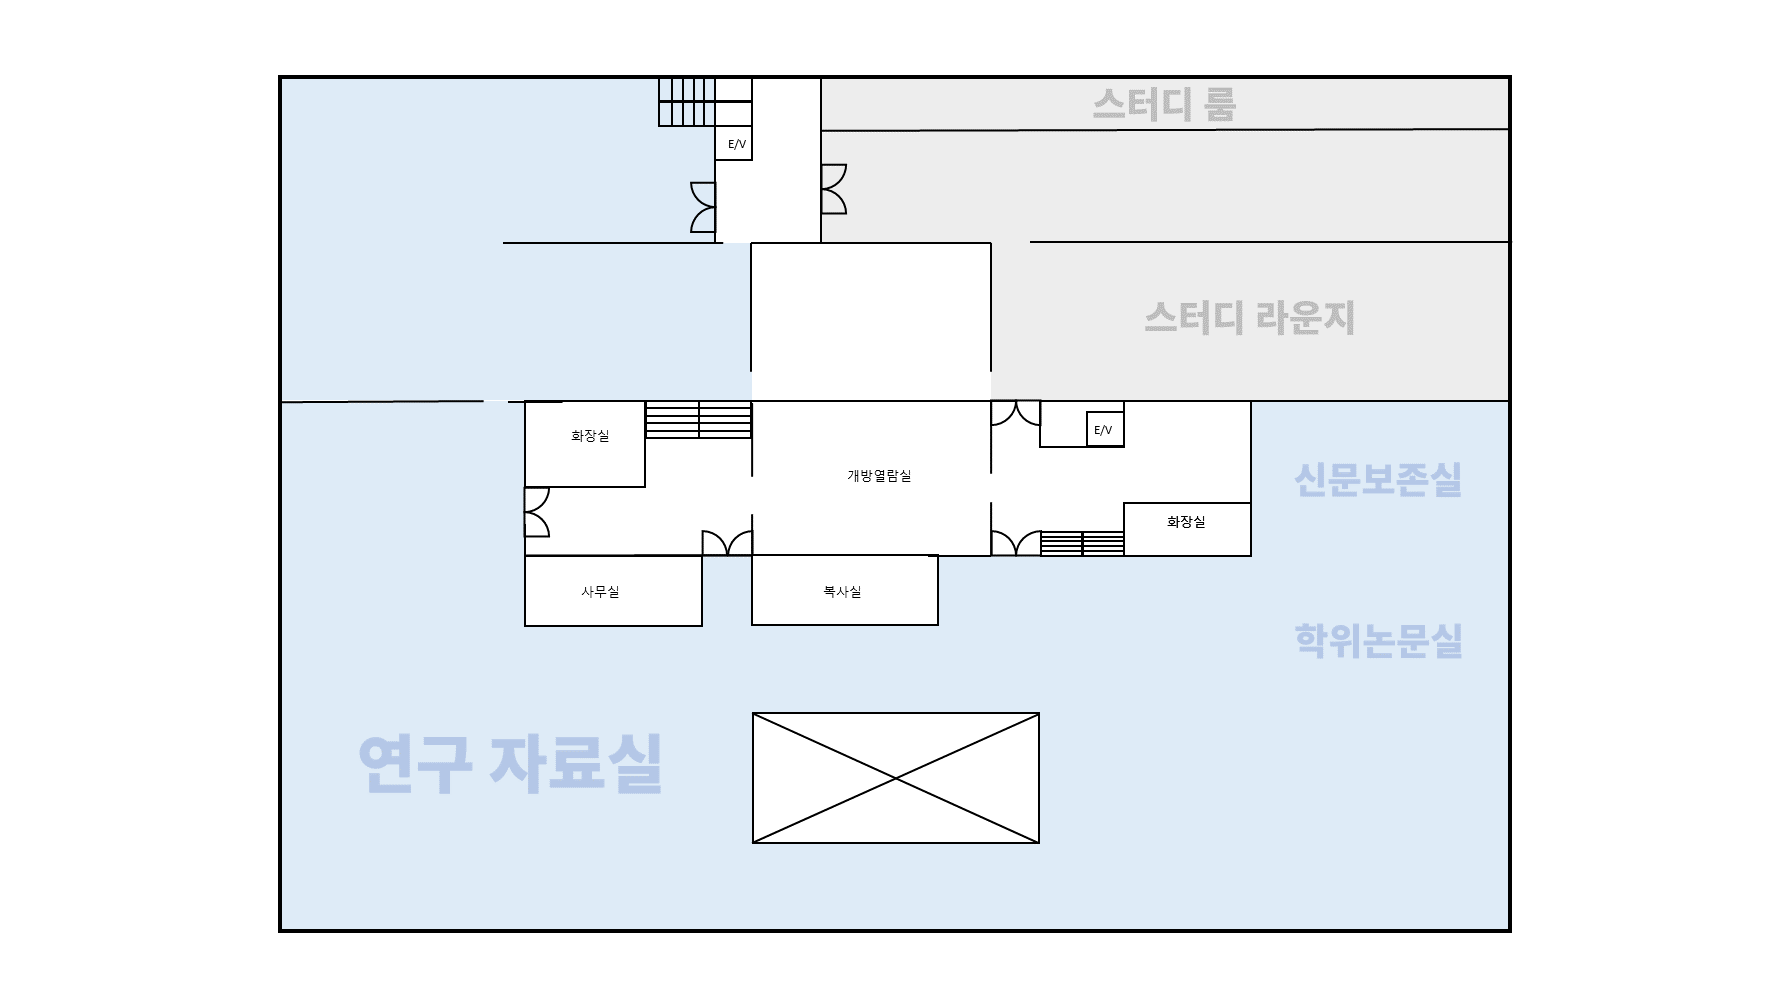 스터디 룸
E/V
스터디 라운지
화장실
E/V
개방열람실
신문보존실
화장실
사무실
복사실
학위논문실
연구 자료실